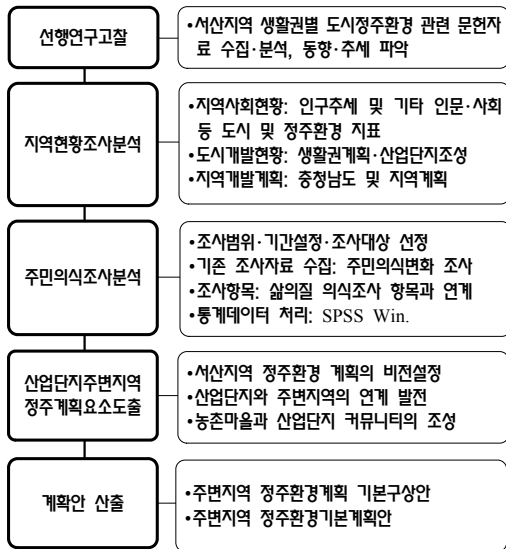 선행연구고찰
•서산지역 생활권별 도시정주환경 관련 문헌자
료 수집·분석, 동향·추세 파악
지역현황조사분석
•지역사회현황: 인구추세 및 기타 인문·사회
등 도시 및 정주환경 지표
•도시개발현황: 생활권계획·산업단지조성
•지역개발계획: 충청남도 및 지역계획
주민의식조사분석
•조사범위·기간설정·조사대상 선정
•기존 조사자료 수집: 주민의식변화 조사
•조사항목: 삶의질 의식조사 항목과 연계
•통계데이터 처리: SPSS Win.
산업단지주변지역
정주계획요소도출
•서산지역 정주환경 계획의 비전설정
•산업단지와 주변지역의 연계 발전
•농촌마을과 산업단지 커뮤니티의 조성
계확안 산출
•주변지역 정주환경계획 기본구상안
•주변지역 정주환경기본계획안